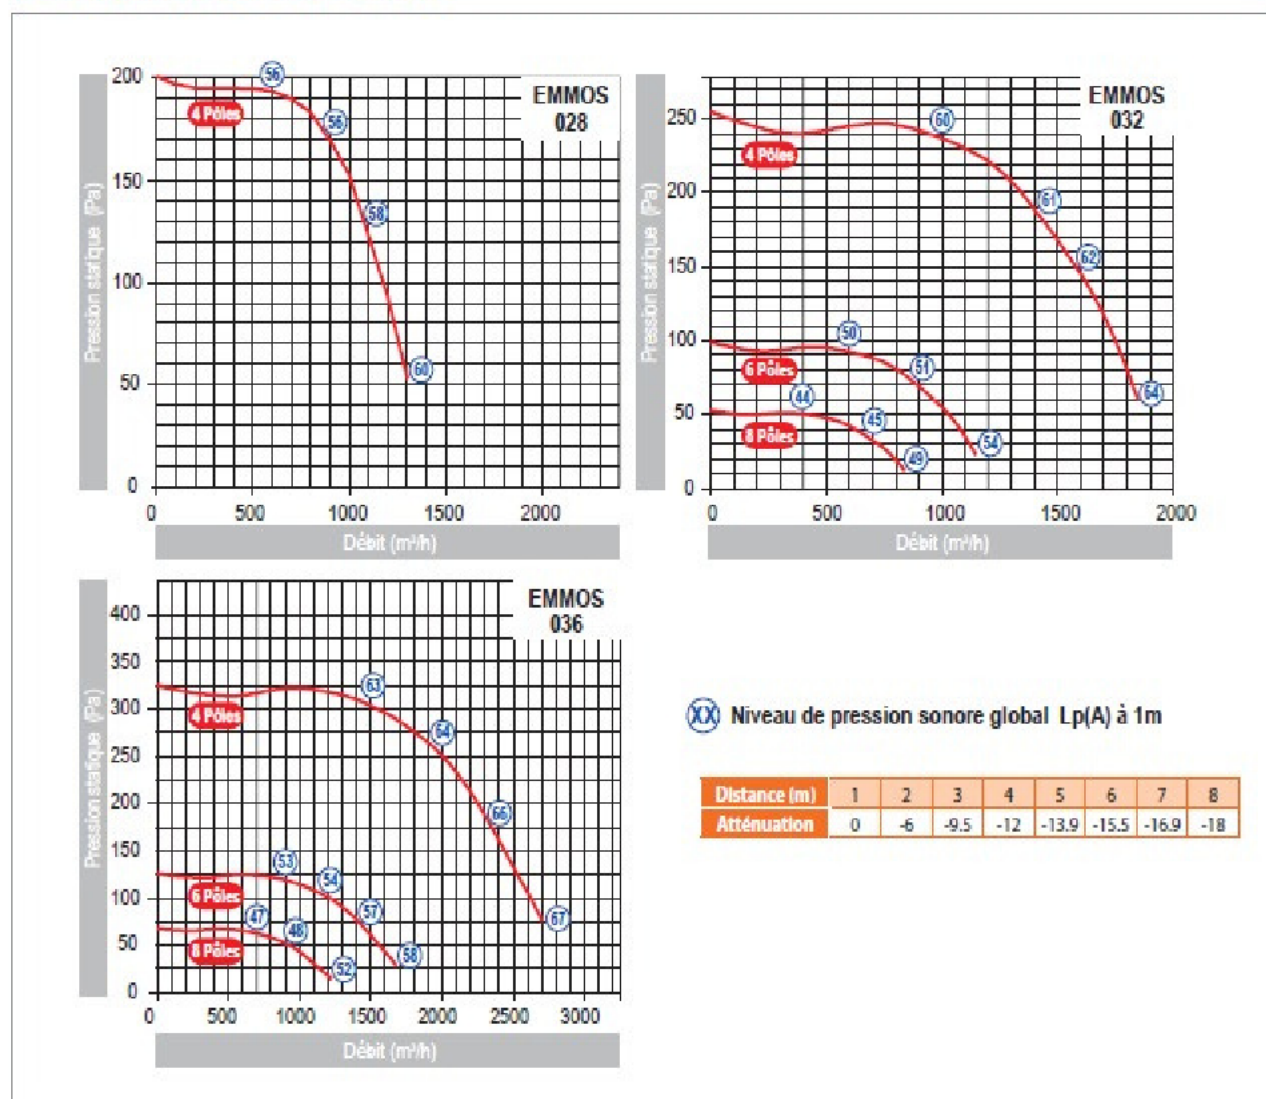 EMMOS
028
Pression statique (Pa)
200
150
100
50
0
4 Pôles
56
56
58
60
0 500 1000 1500 2000
Débit (m³/h)
EMMOS
032
Pression statique (Pa)
250
200
150
100
50
0
4 Pôles
60
61
62
64
6 Pôles
50
51
54
8 Pôles
44
45
49
0 500 1000 1500 2000
Débit (m³/h)
EMMOS
036
Pression statique (Pa)
400
350
300
250
200
150
100
50
0
4 Pôles
63
64
66
67
6 Pôles
53
54
57
58
8 Pôles
47
48
52
0 500 1000 1500 2000 2500 3000
Débit (m³/h)
XX Niveau de pression sonore global Lp(A) à 1m
Distance (m) 1 2 3 4 5 6 7 8
Atténuation 0 -6 -9.5 -12 -13.9 -15.5 -16.9 -18